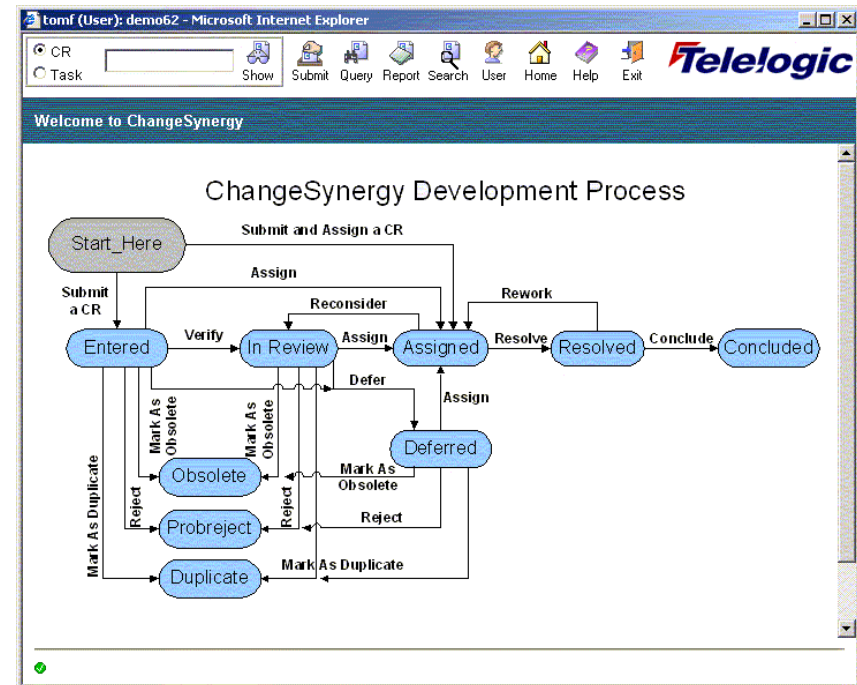 tomf (User): demo62 - Microsoft Internet Explorer
CR
Task
Show
Submit
Query
Report
Search
User
Home
Help
Exit
Telelogic
Welcome to ChangeSynergy
ChangeSynergy Development Process
Start_Here
Submit and Assign a CR
Submit
a CR
Assign
Reconsider
Rework
Entered
Verify
In Review
Assign
Assigned
Resolve
Resolved
Conclude
Concluded
Defer
Assign
Mark As
Obsolete
Mark As
Obsolete
Deferred
Obsolete
Mark As
Obsolete
Mark As Duplicate
Reject
Probreject
Reject
Reject
Duplicate
Mark As Duplicate